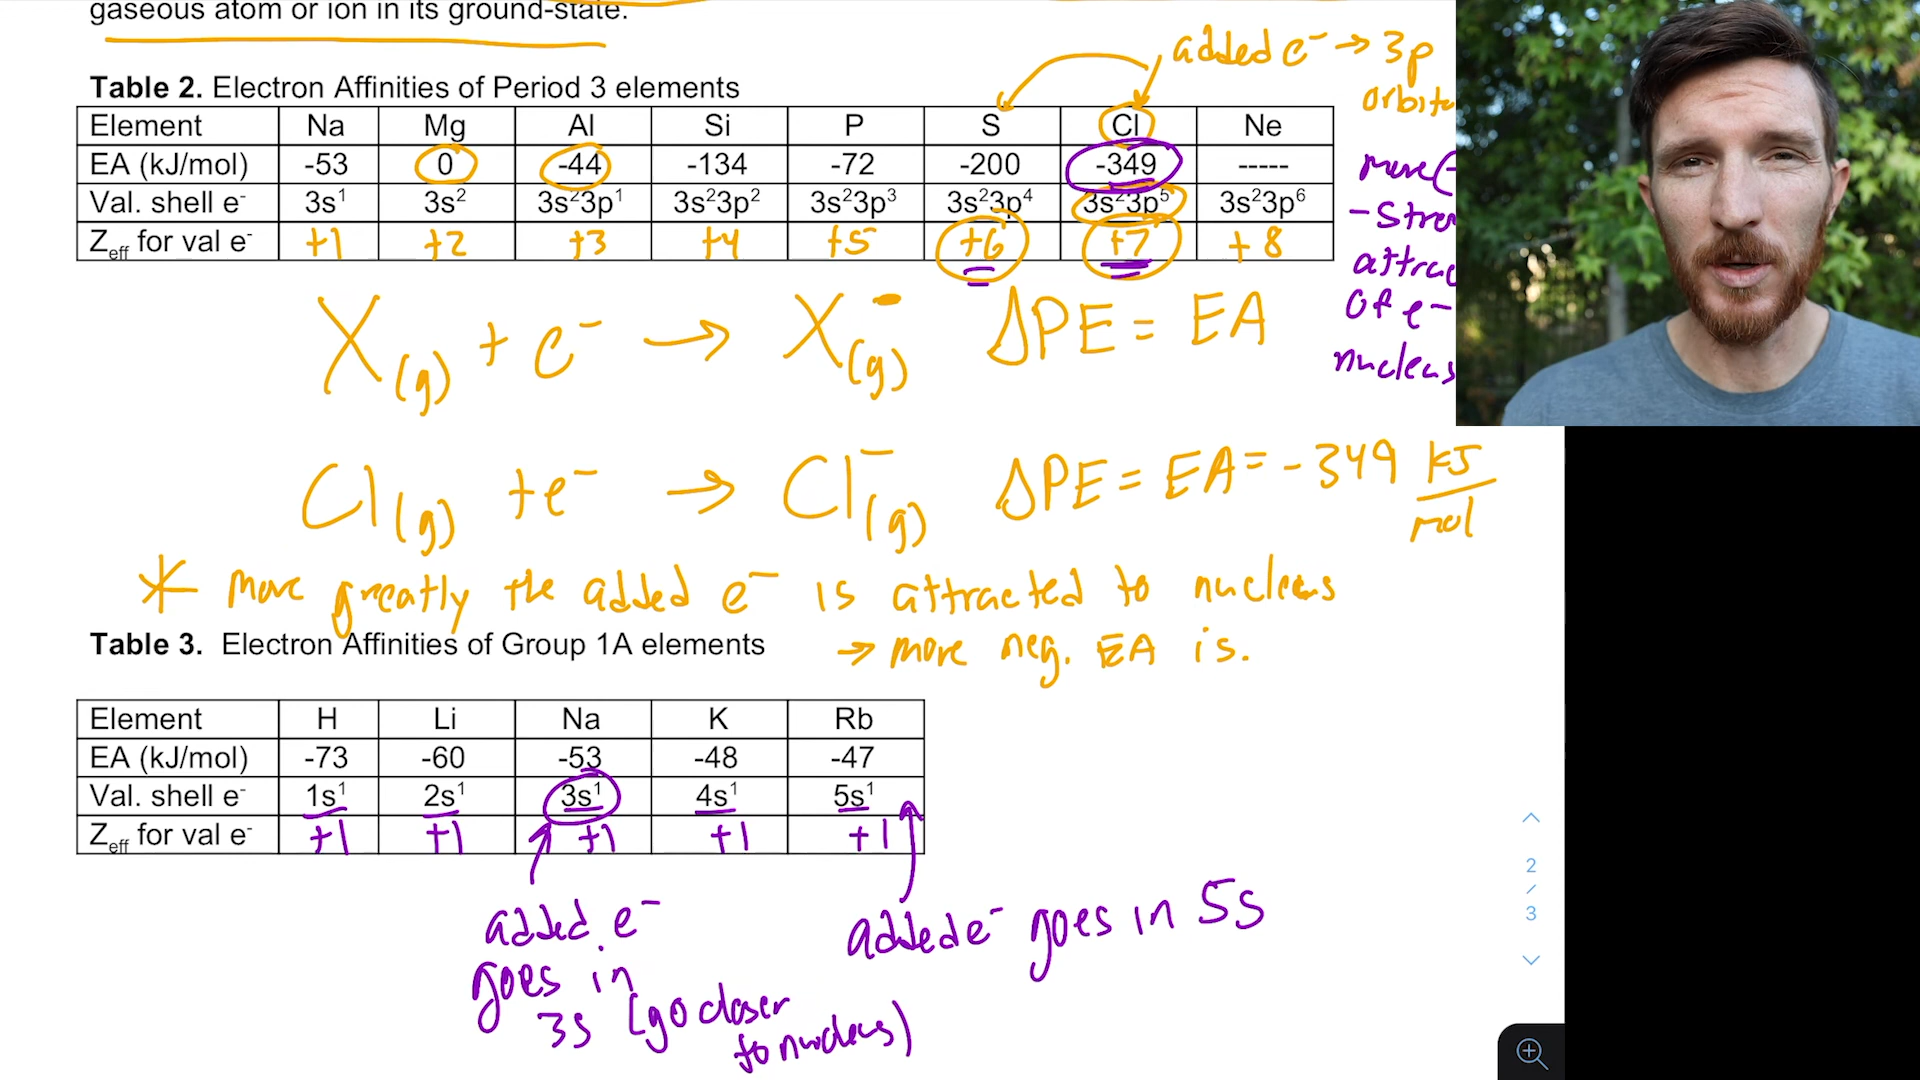 gaseous atom or ion in its ground-state.
added e⁻ → 3p
Table 2. Electron Affinities of Period 3 elements
Element Na Mg Al Si P S Cl Ne
EA (kJ/mol) -53 0 -44 -134 -72 -200 -349 -----
Val. shell e⁻ 3s¹ 3s² 3s²3p¹ 3s²3p² 3s²3p³ 3s²3p⁴ 3s²3p⁵ 3s²3p⁶
Z_eff for val e⁻ +1 +2 +3 +4 +5 +6 +7 +8
more (-
of e⁻
nucleus
X(g) + e⁻ → X⁻(g) ΔPE = EA
Cl(g) + e⁻ → Cl⁻(g) ΔPE = EA = -349 kJ/mol
* more greatly the added e⁻ is attracted to nucleus
→ more neg. EA is.
Table 3. Electron Affinities of Group 1A elements
Element H Li Na K Rb
EA (kJ/mol) -73 -60 -53 -48 -47
Val. shell e⁻ 1s¹ 2s¹ 3s¹ 4s¹ 5s¹
Z_eff for val e⁻ +1 +1 +1 +1 +1
added e⁻
goes in
3s (go closer
to nucleus)
added e⁻ goes in 5s
2
/
3